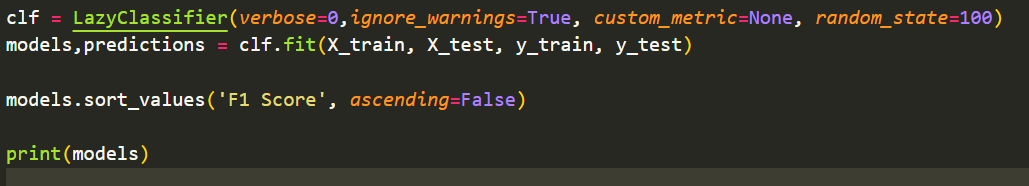 clf = LazyClassifier(verbose=0,ignore_warnings=True, custom_metric=None, random_state=100)
models,predictions = clf.fit(X_train, X_test, y_train, y_test)
models.sort_values('F1 Score', ascending=False)
print(models)